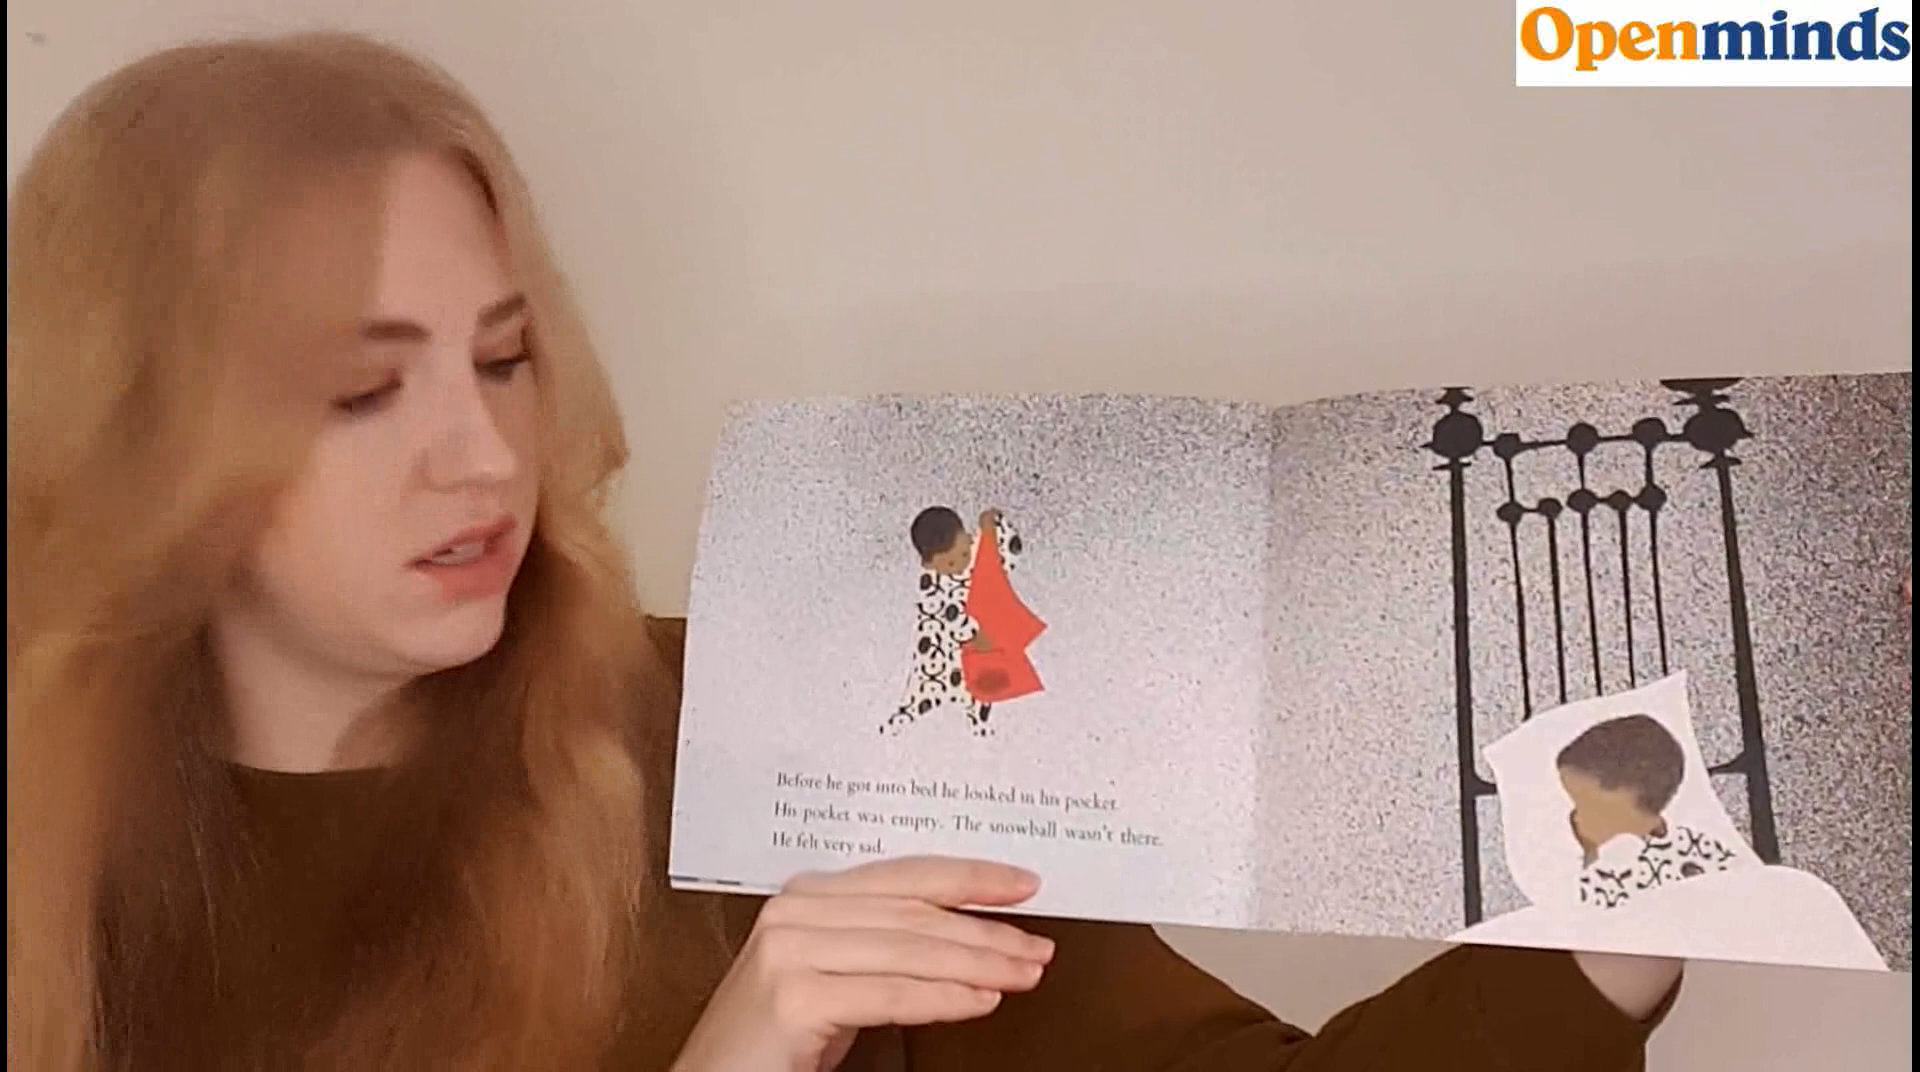 Openminds
Before he got into bed he looked in his pocket.
His pocket was empty. The snowball wasn't there.
He felt very sad.